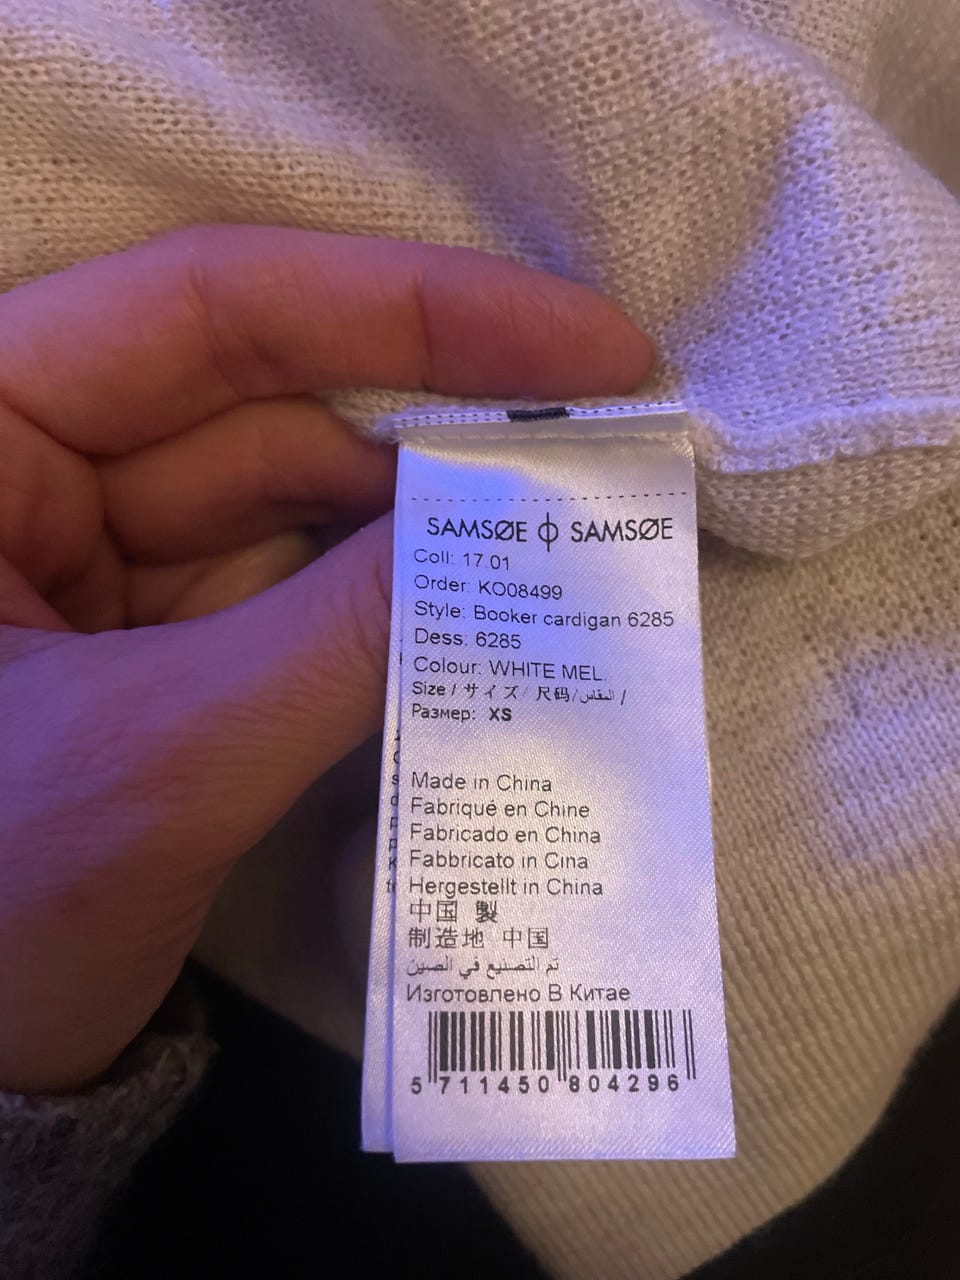 SAMSØE ϕ SAMSØE
Coll: 17.01
Order: KO08499
Style: Booker cardigan 6285
Dess: 6285
Colour: WHITE MEL.
Size / サイズ / 尺码/المقاس /
Размер: XS
Made in China
Fabriqué en Chine
Fabricado en China
Fabbricato in Cina
Hergestellt in China
中国 製
制造地 中国
تم التصنيع في الصين
Изготовлено В Китае
5 711450 804296